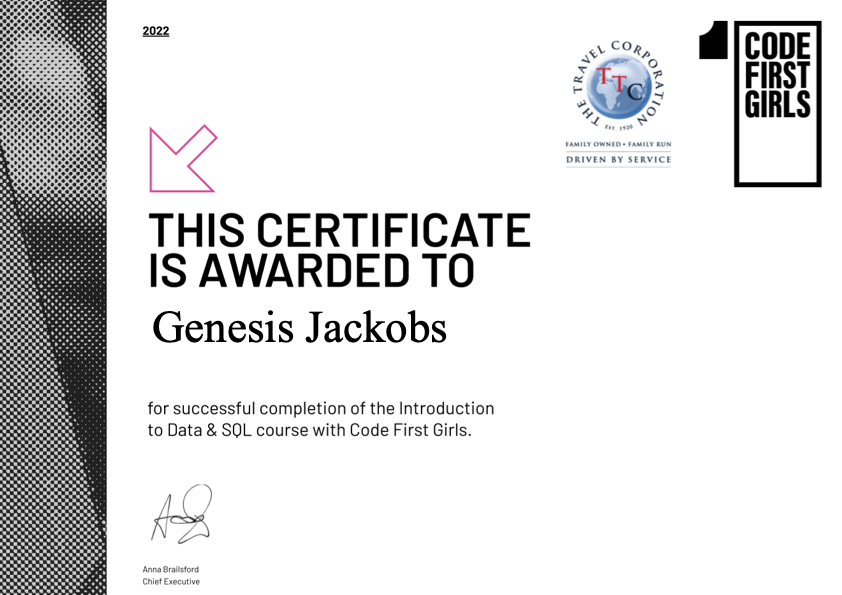 2022
THE TRAVEL CORPORATION
TTC
EST. 1920
FAMILY OWNED • FAMILY RUN
DRIVEN BY SERVICE
1
CODE
FIRST
GIRLS
THIS CERTIFICATE
IS AWARDED TO
Genesis Jackobs
for successful completion of the Introduction
to Data & SQL course with Code First Girls.
Anna Brailsford
Chief Executive